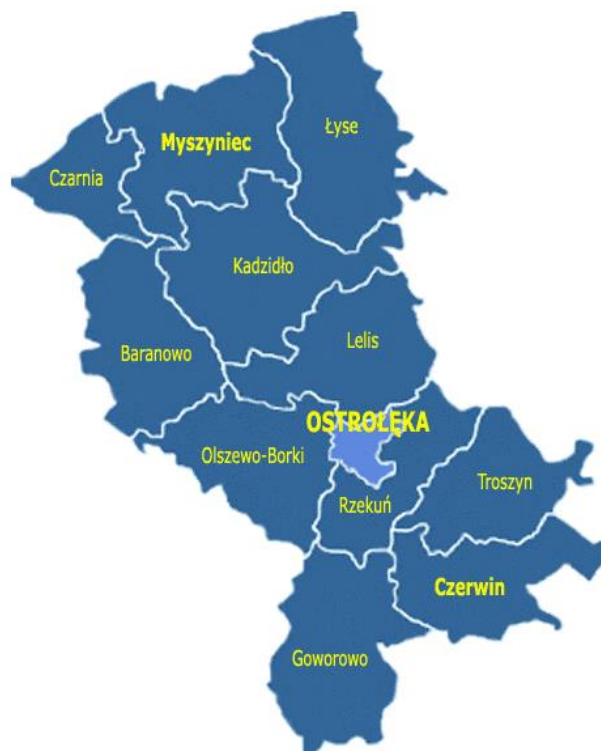 Łyse
Myszyniec
Czarnia
Kadzidło
Lelis
Baranowo
OSTROŁĘKA
Olszewo-Borki
Troszyn
Rzekuń
Czerwin
Goworowo